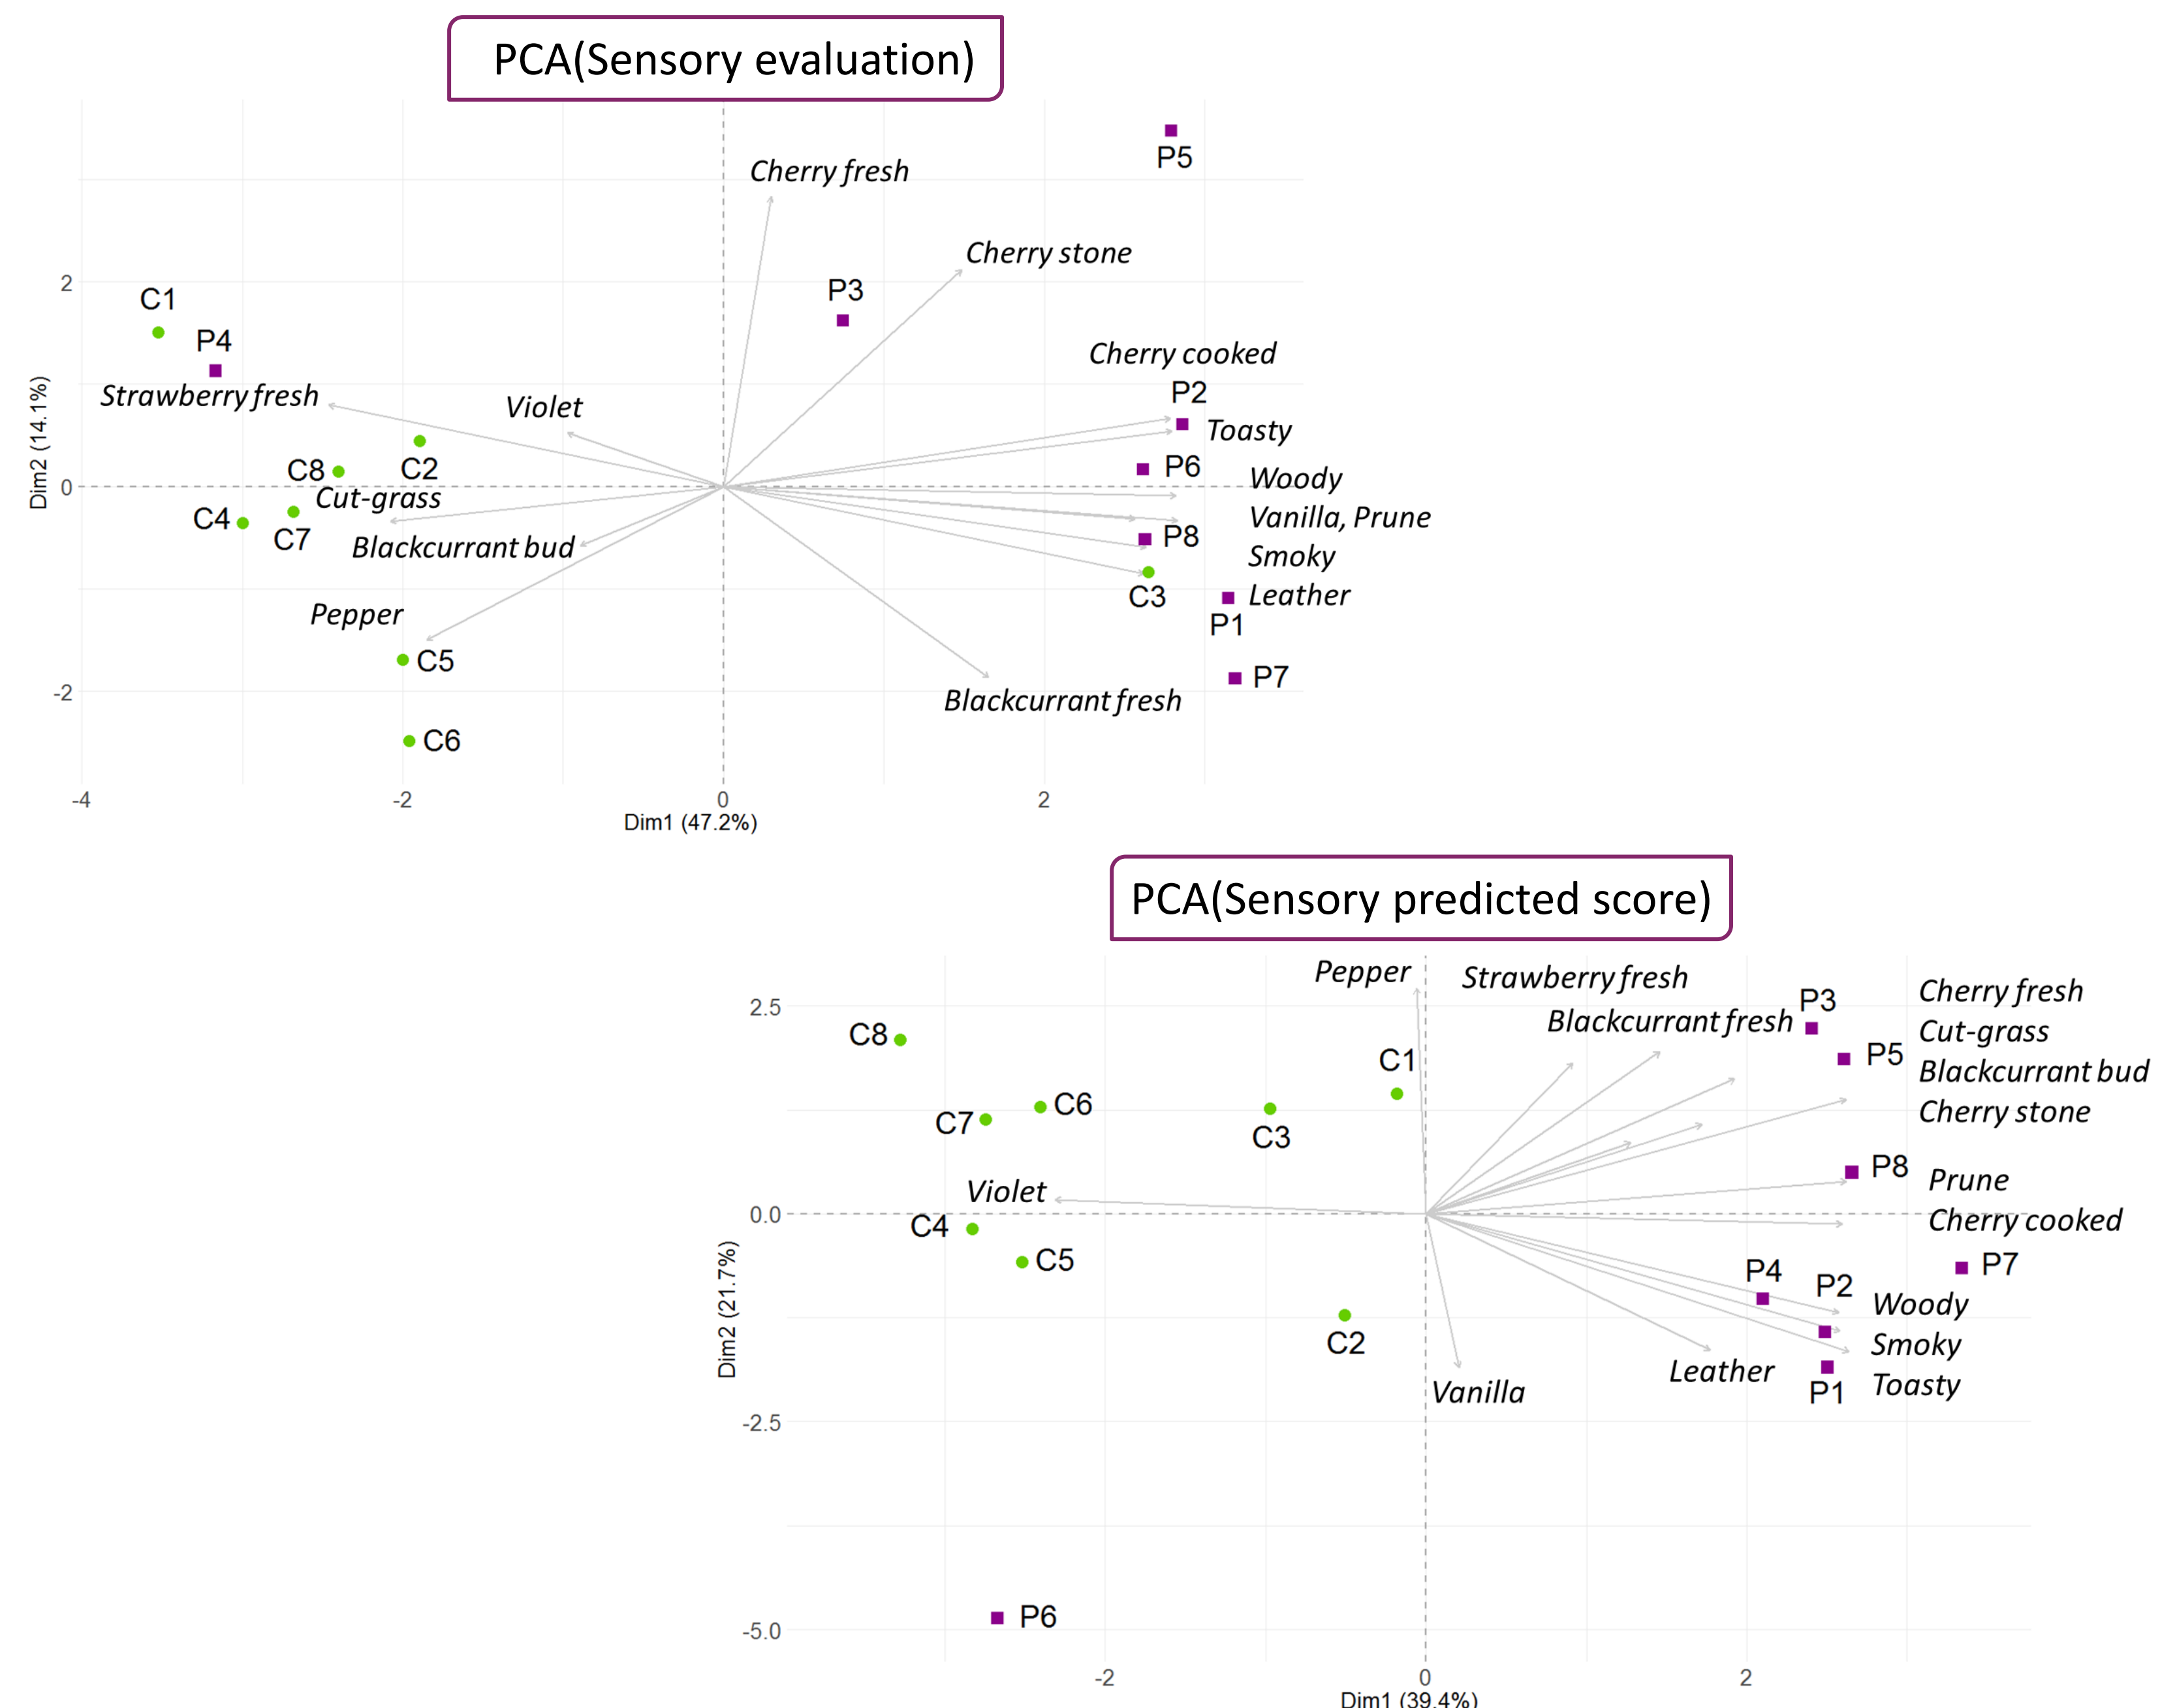 PCA(Sensory evaluation)
P5
Cherry fresh
Cherry stone
2
C1
P3
P4
Cherry cooked
Strawberry fresh
Violet
P2
Toasty
Dim2 (14.1%)
0
C8
C2
P6
Woody
Cut-grass
C4
C7
Vanilla, Prune
Blackcurrant bud
P8
Smoky
C3
Leather
Pepper
P1
C5
P7
-2
Blackcurrant fresh
C6
-4
-2
0
2
Dim1 (47.2%)
PCA(Sensory predicted score)
Pepper
Strawberry fresh
Cherry fresh
2.5
P3
Blackcurrant fresh
Cut-grass
C8
C1
P5
Blackcurrant bud
C7
C6
C3
Cherry stone
P8
Violet
Prune
0.0
C4
Cherry cooked
C5
P4
P7
P2
Woody
Dim2 (21.7%)
C2
Smoky
Leather
Vanilla
P1
Toasty
-2.5
P6
-5.0
-2
0
2
Dim1 (39.4%)